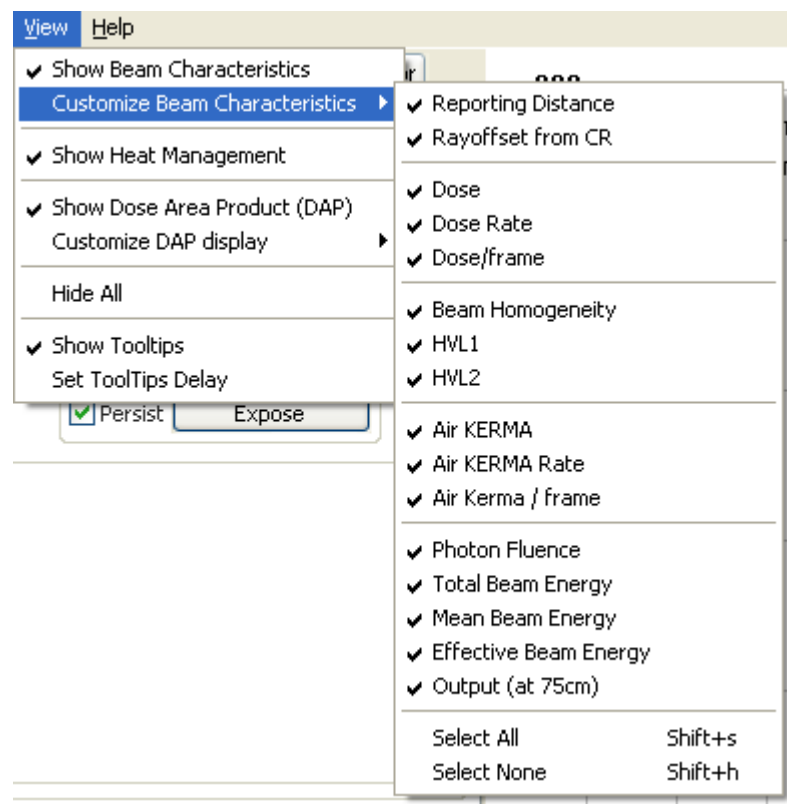 View Help
Show Beam Characteristics
Customize Beam Characteristics
Show Heat Management
Show Dose Area Product (DAP)
Customize DAP display
Hide All
Show Tooltips
Set ToolTips Delay
Persist Expose
Reporting Distance
Rayoffset from CR
Dose
Dose Rate
Dose/frame
Beam Homogeneity
HVL1
HVL2
Air KERMA
Air KERMA Rate
Air Kerma / frame
Photon Fluence
Total Beam Energy
Mean Beam Energy
Effective Beam Energy
Output (at 75cm)
Select All Shift+s
Select None Shift+h